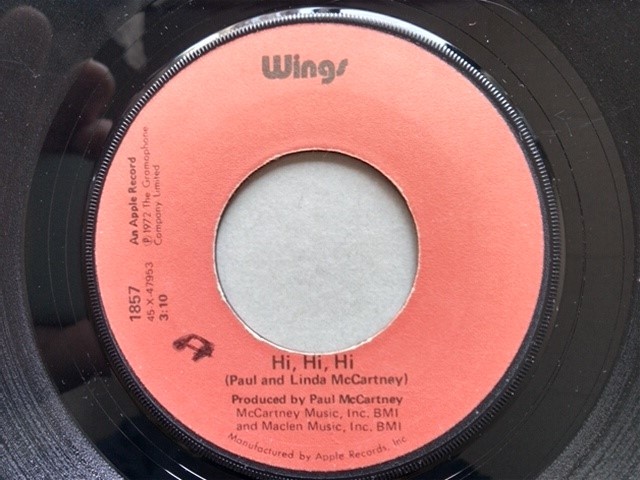 Wings
An Apple Record
℗ 1972 The Gramophone
Company Limited
1857
45 X-47953
3:10
A
Hi, Hi, Hi
(Paul and Linda McCartney)
Produced by Paul McCartney
McCartney Music, Inc. BMI
and Maclen Music, Inc. BMI
Manufactured by Apple Records, Inc